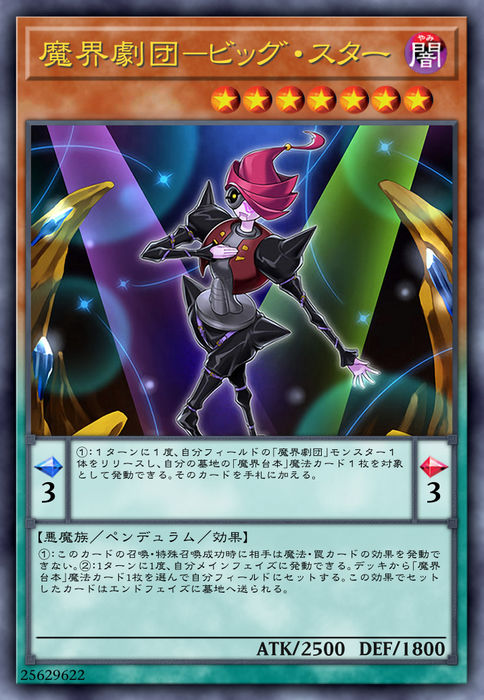 魔界劇団－ビッグ・スター
やみ
闇
①：１ターンに１度、自分フィールドの「魔界劇団」モンスター１
体をリリースし、自分の墓地の「魔界台本」魔法カード１枚を対象
として発動できる。そのカードを手札に加える。
3
3
【悪魔族／ペンデュラム／効果】
①：このカードの召喚・特殊召喚成功時に相手は魔法・罠カードの効果を発動で
きない。②：1ターンに1度、自分メインフェイズに発動できる。デッキから「魔界
台本」魔法カード1枚を選んで自分フィールドにセットする。この効果でセット
したカードはエンドフェイズに墓地へ送られる。
ATK/2500 DEF/1800
25629622